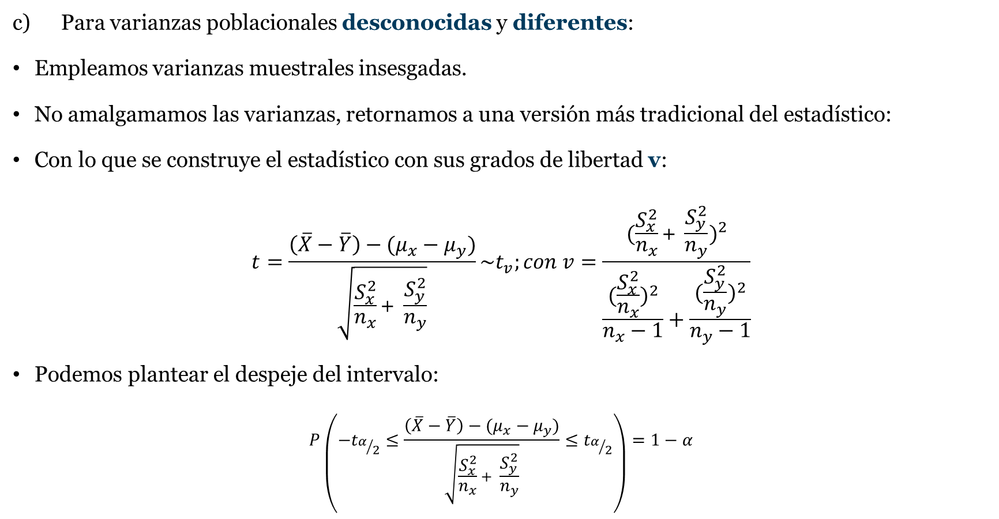 c) Para varianzas poblacionales desconocidas y diferentes:
• Empleamos varianzas muestrales insesgadas.
• No amalgamamos las varianzas, retornamos a una versión más tradicional del estadístico:
• Con lo que se construye el estadístico con sus grados de libertad v:
t = \frac{(\bar{X} - \bar{Y}) - (\mu_x - \mu_y)}{\sqrt{\frac{S_x^2}{n_x} + \frac{S_y^2}{n_y}}} \sim t_v; con v = \frac{(\frac{S_x^2}{n_x} + \frac{S_y^2}{n_y})^2}{\frac{(\frac{S_x^2}{n_x})^2}{n_x - 1} + \frac{(\frac{S_y^2}{n_y})^2}{n_y - 1}}
• Podemos plantear el despeje del intervalo:
P \left( -t_{\alpha/2} \leq \frac{(\bar{X} - \bar{Y}) - (\mu_x - \mu_y)}{\sqrt{\frac{S_x^2}{n_x} + \frac{S_y^2}{n_y}}} \leq t_{\alpha/2} \right) = 1 - \alpha